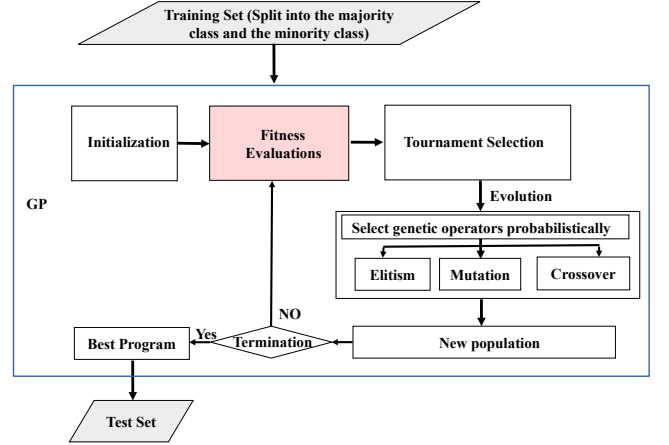 Training Set (Split into the majority
class and the minority class)
Initialization
Fitness
Evaluations
Tournament Selection
Evolution
GP
Select genetic operators probabilistically
Elitism
Mutation
Crossover
NO
Yes
Best Program
Termination
New population
Test Set